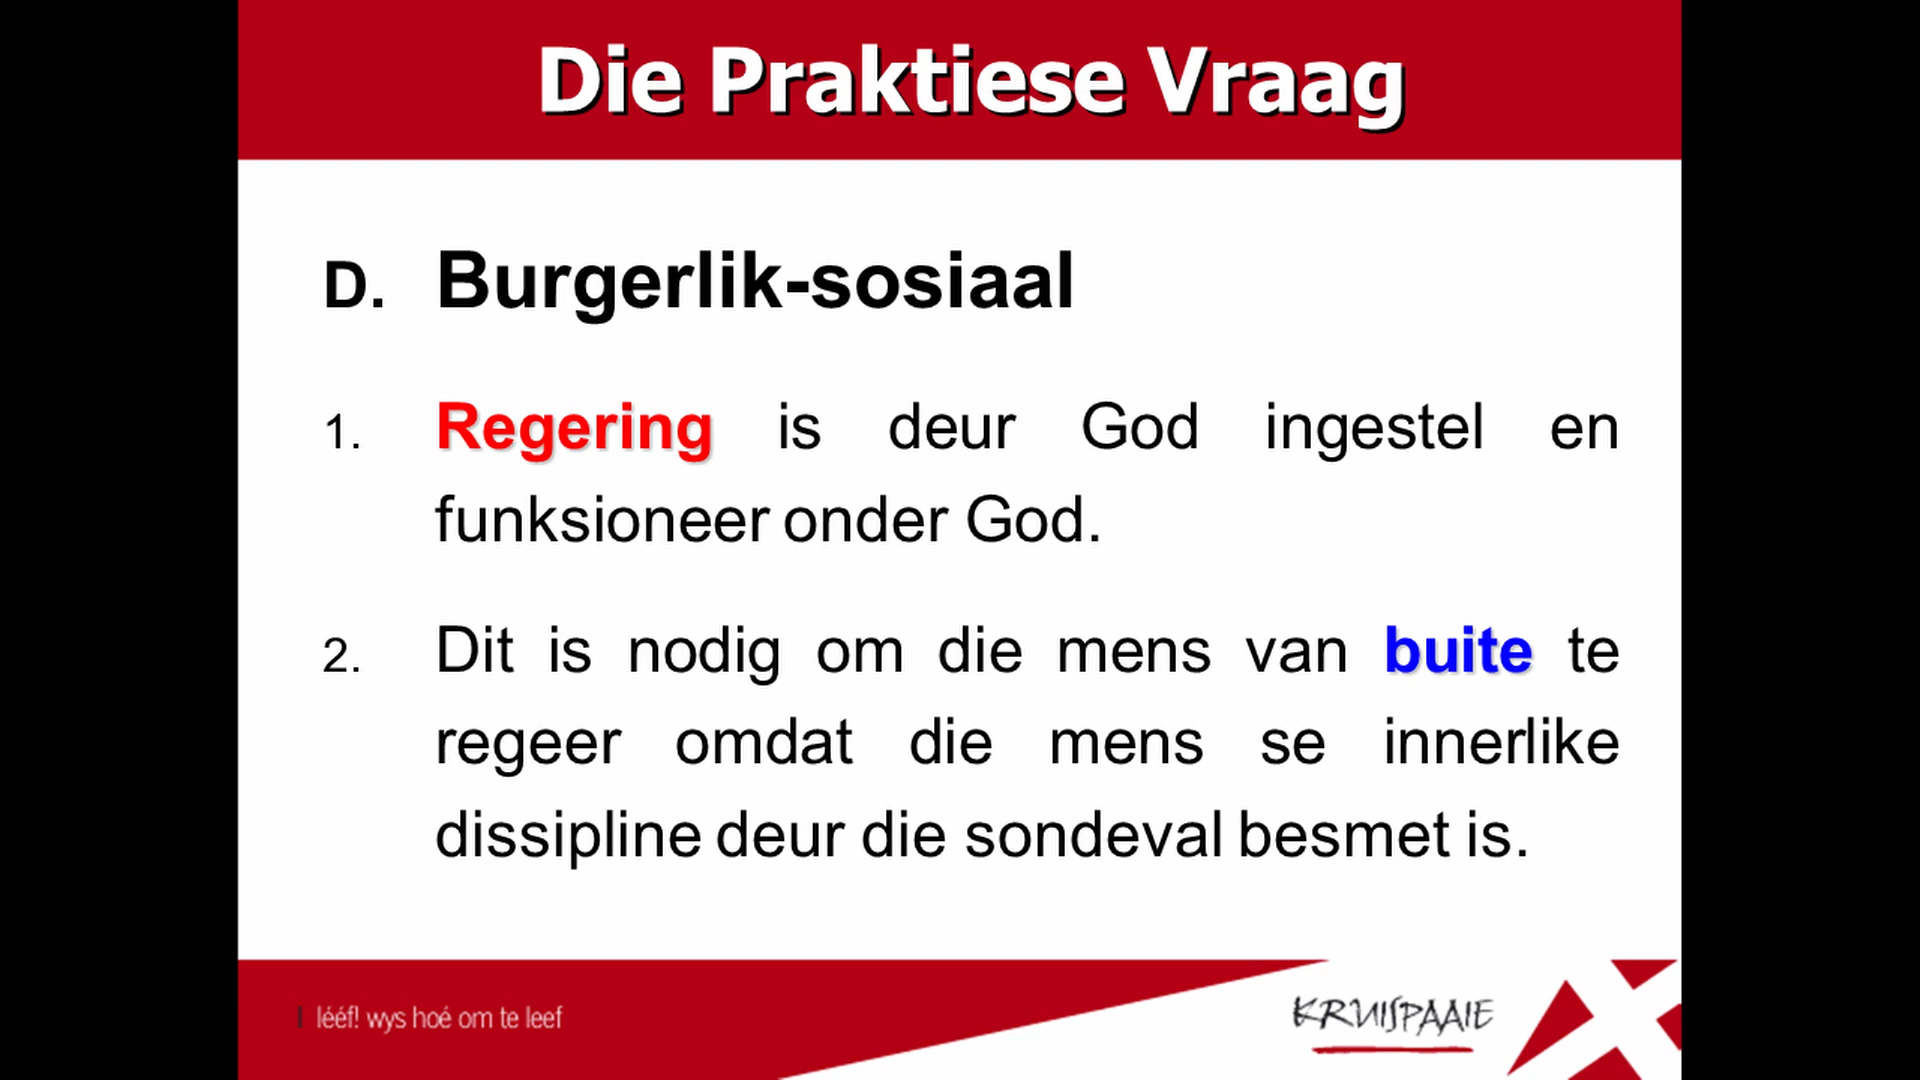 Die Praktiese Vraag
D. Burgerlik-sosiaal
1. Regering is deur God ingestel en
funksioneer onder God.
2. Dit is nodig om die mens van buite te
regeer omdat die mens se innerlike
dissipline deur die sondeval besmet is.
| lééf! wys hoé om te leef
KRUISPAAIE